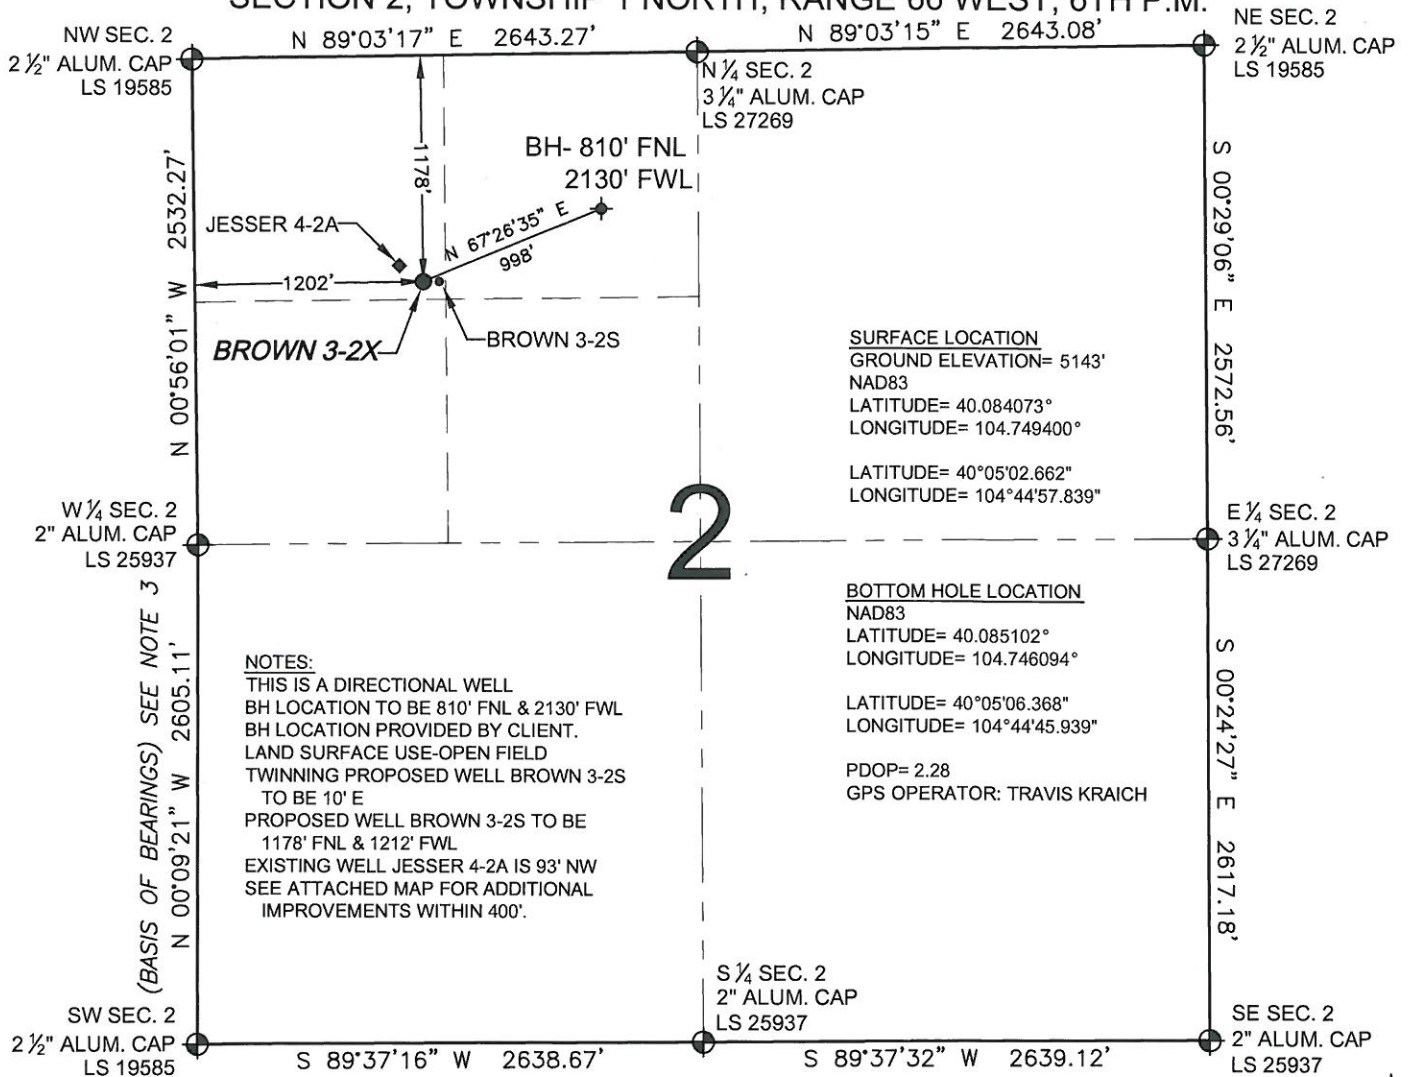 SECTION 2, TOWNSHIP 1 NORTH, RANGE 66 WEST, 6TH P.M.
NW SEC. 2
2 ½" ALUM. CAP
LS 19585
N 89°03'17" E 2643.27'
N 89°03'15" E 2643.08'
NE SEC. 2
2 ½" ALUM. CAP
LS 19585
N ¼ SEC. 2
3 ¼" ALUM. CAP
LS 27269
1178'
BH- 810' FNL
2130' FWL
JESSER 4-2A
N 67°26'35" E
998'
1202'
BROWN 3-2X
BROWN 3-2S
N 00°56'01" W 2532.27'
S 00°29'06" E 2572.56'
SURFACE LOCATION
GROUND ELEVATION= 5143'
NAD83
LATITUDE= 40.084073°
LONGITUDE= 104.749400°
LATITUDE= 40°05'02.662"
LONGITUDE= 104°44'57.839"
2
W ¼ SEC. 2
2" ALUM. CAP
LS 25937
E ¼ SEC. 2
3 ¼" ALUM. CAP
LS 27269
BOTTOM HOLE LOCATION
NAD83
LATITUDE= 40.085102°
LONGITUDE= 104.746094°
LATITUDE= 40°05'06.368"
LONGITUDE= 104°44'45.939"
PDOP= 2.28
GPS OPERATOR: TRAVIS KRAICH
(BASIS OF BEARINGS) SEE NOTE 3
N 00°09'21" W 2605.11'
NOTES:
THIS IS A DIRECTIONAL WELL
BH LOCATION TO BE 810' FNL & 2130' FWL
BH LOCATION PROVIDED BY CLIENT.
LAND SURFACE USE-OPEN FIELD
TWINNING PROPOSED WELL BROWN 3-2S
TO BE 10' E
PROPOSED WELL BROWN 3-2S TO BE
1178' FNL & 1212' FWL
EXISTING WELL JESSER 4-2A IS 93' NW
SEE ATTACHED MAP FOR ADDITIONAL
IMPROVEMENTS WITHIN 400'.
S 00°24'27" E 2617.18'
SW SEC. 2
2 ½" ALUM. CAP
LS 19585
S 89°37'16" W 2638.67'
S ¼ SEC. 2
2" ALUM. CAP
LS 25937
S 89°37'32" W 2639.12'
SE SEC. 2
2" ALUM. CAP
LS 25937